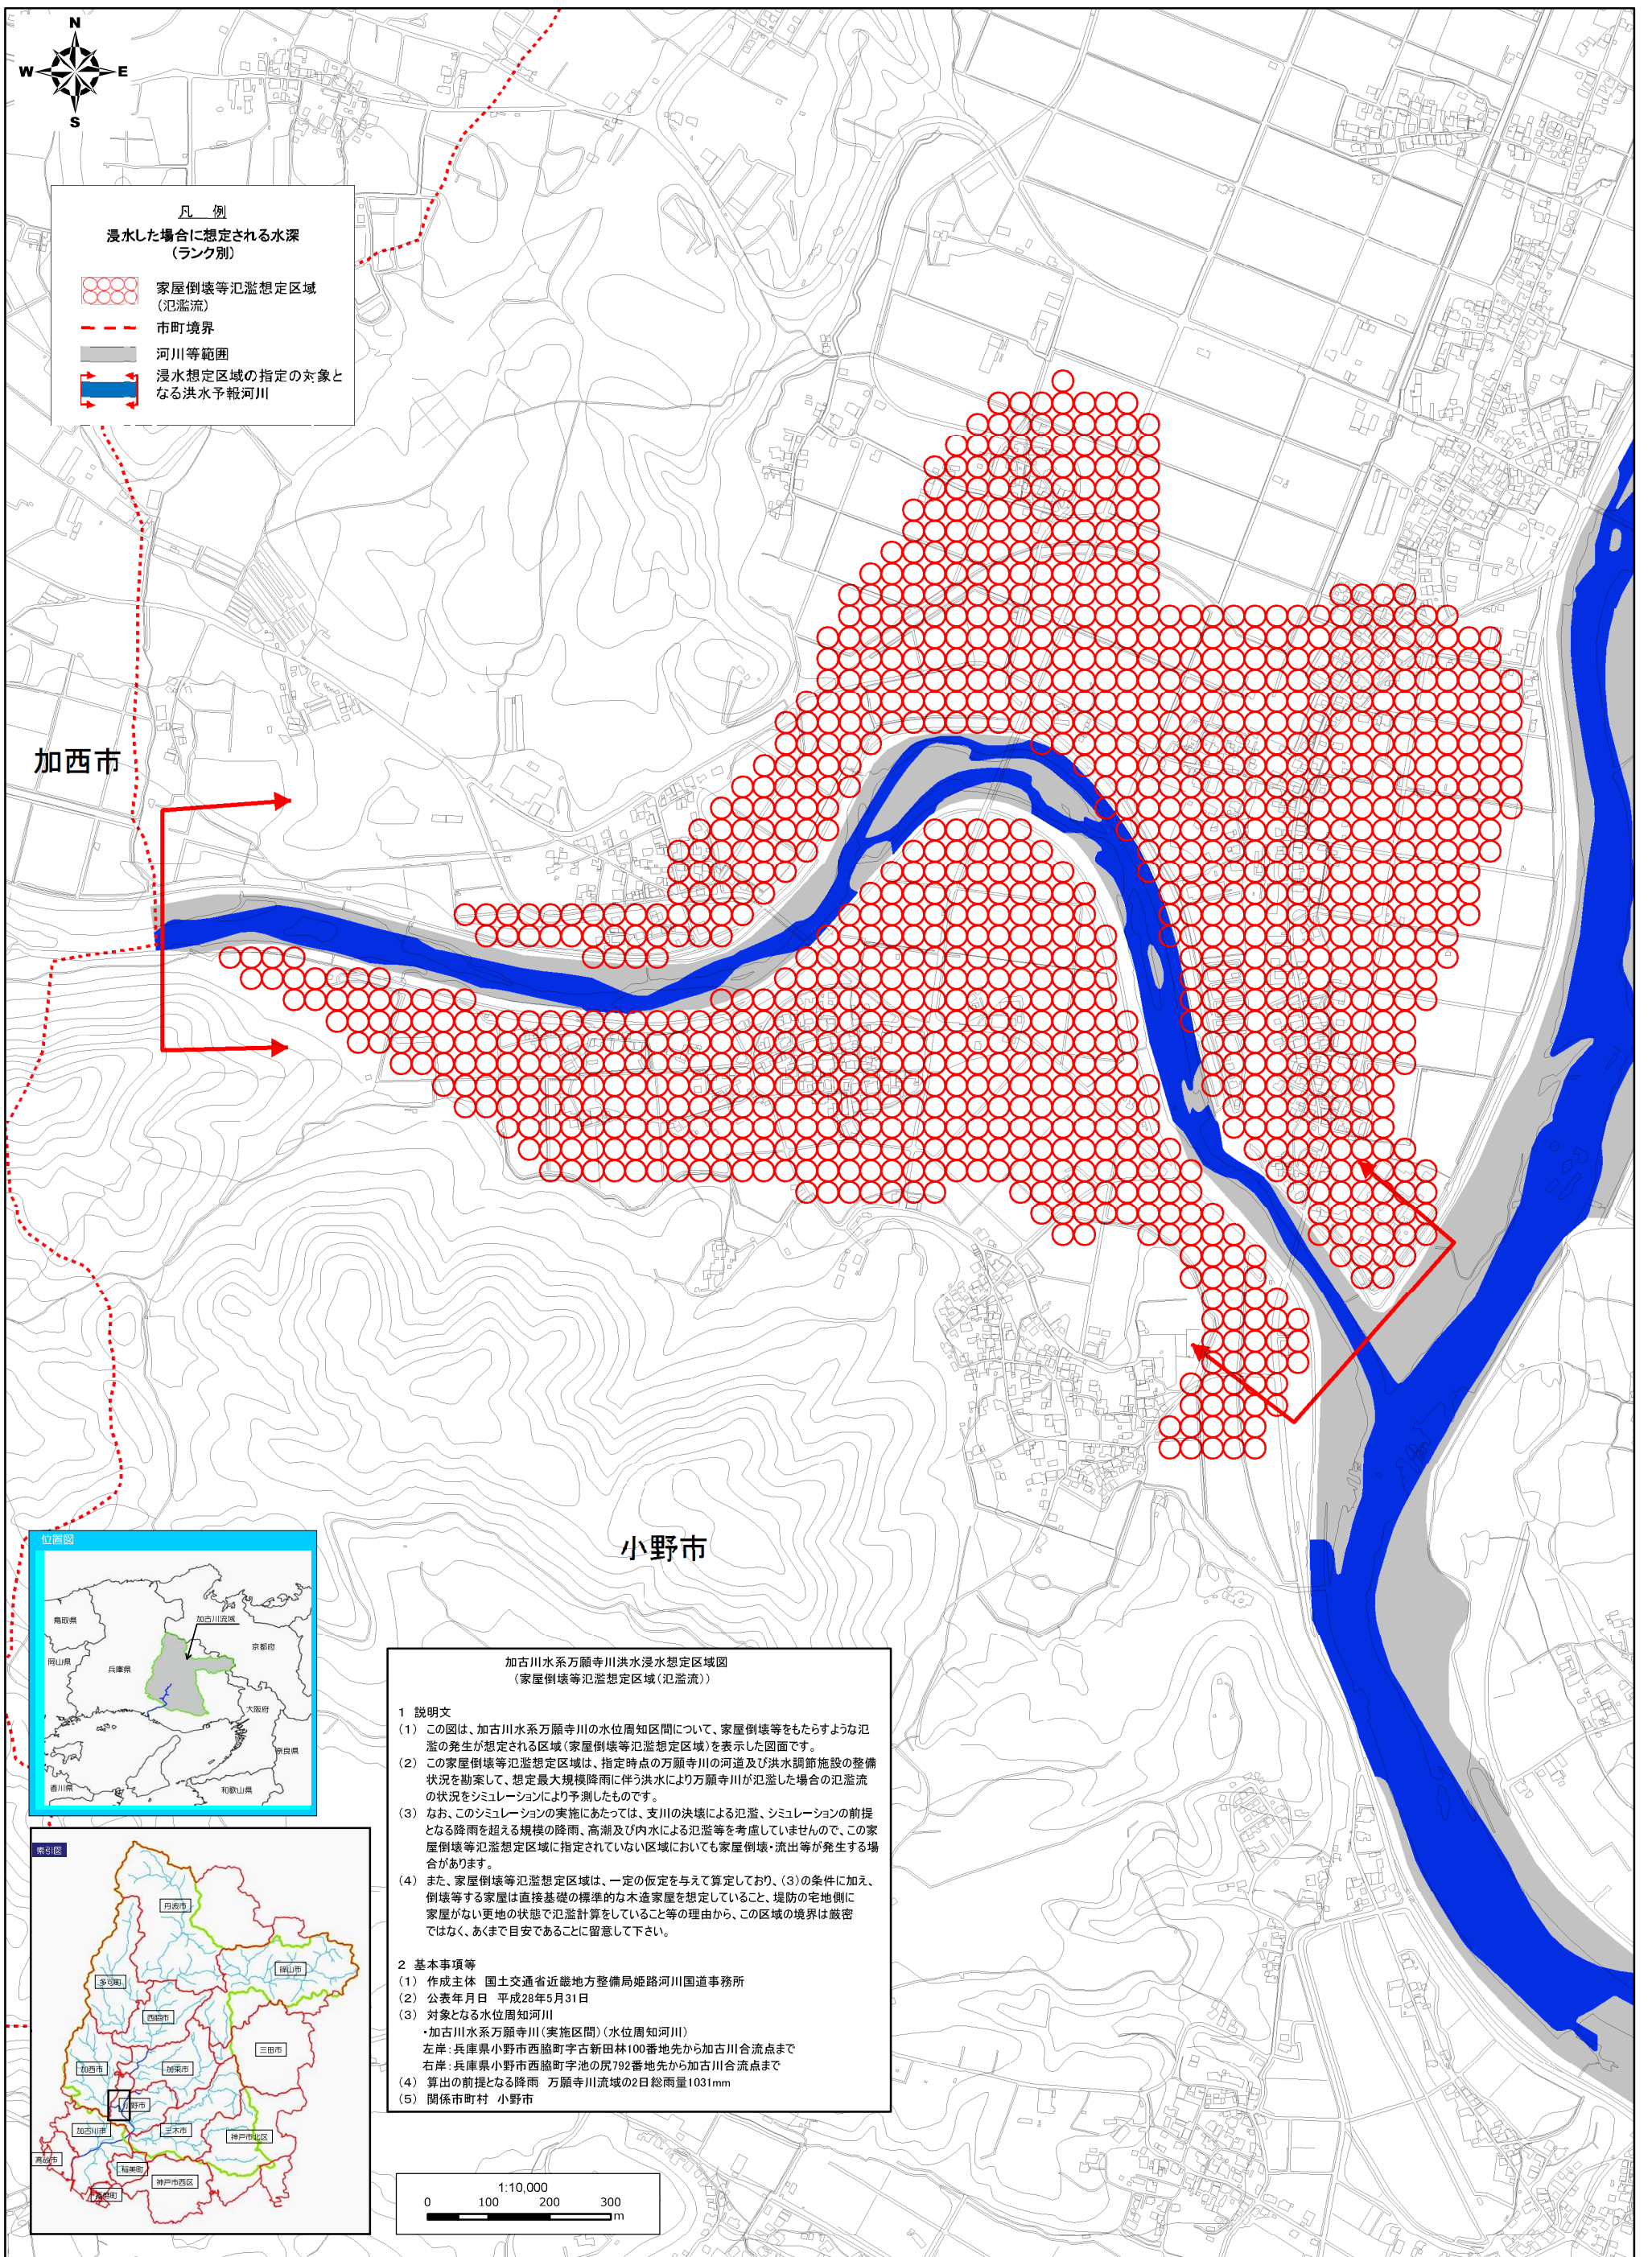 N
W
E
S
凡 例
浸水した場合に想定される水深
(ランク別)
家屋倒壊等氾濫想定区域
(氾濫流)
市町境界
河川等範囲
浸水想定区域の指定の対象と
なる洪水予報河川
加西市
小野市
位置図
鳥取県
加古川流域
京都府
岡山県
兵庫県
大阪府
奈良県
香川県
和歌山県
索引図
丹波市
篠山市
多可町
西脇市
三田市
加西市
加東市
小野市
加古川市
三木市
神戸市北区
高砂市
稲美町
神戸市西区
加古川水系万願寺川洪水浸水想定区域図
(家屋倒壊等氾濫想定区域(氾濫流))
1 説明文
(1) この図は、加古川水系万願寺川の水位周知区間について、家屋倒壊等をもたらすような氾
濫の発生が想定される区域(家屋倒壊等氾濫想定区域)を表示した図面です。
(2) この家屋倒壊等氾濫想定区域は、指定時点の万願寺川の河道及び洪水調節施設の整備
状況を勘案して、想定最大規模降雨に伴う洪水により万願寺川が氾濫した場合の氾濫流
の状況をシミュレーションにより予測したものです。
(3) なお、このシミュレーションの実施にあたっては、支川の決壊による氾濫、シミュレーションの前提
となる降雨を超える規模の降雨、高潮及び内水による氾濫等を考慮していませんので、この家
屋倒壊等氾濫想定区域に指定されていない区域においても家屋倒壊・流出等が発生する場
合があります。
(4) また、家屋倒壊等氾濫想定区域は、一定の仮定を与えて算定しており、(3)の条件に加え、
倒壊等する家屋は直接基礎の標準的な木造家屋を想定していること、堤防の宅地側に
家屋がない更地の状態で氾濫計算をしていること等の理由から、この区域の境界は厳密
ではなく、あくまで目安であることに留意して下さい。
2 基本事項等
(1) 作成主体 国土交通省近畿地方整備局姫路河川国道事務所
(2) 公表年月日 平成28年5月31日
(3) 対象となる水位周知河川
・加古川水系万願寺川(実施区間)(水位周知河川)
左岸:兵庫県小野市西脇町字古新田林100番地先から加古川合流点まで
右岸:兵庫県小野市西脇町字池の尻792番地先から加古川合流点まで
(4) 算出の前提となる降雨 万願寺川流域の2日総雨量1031mm
(5) 関係市町村 小野市
1:10,000
0 100 200 300
m